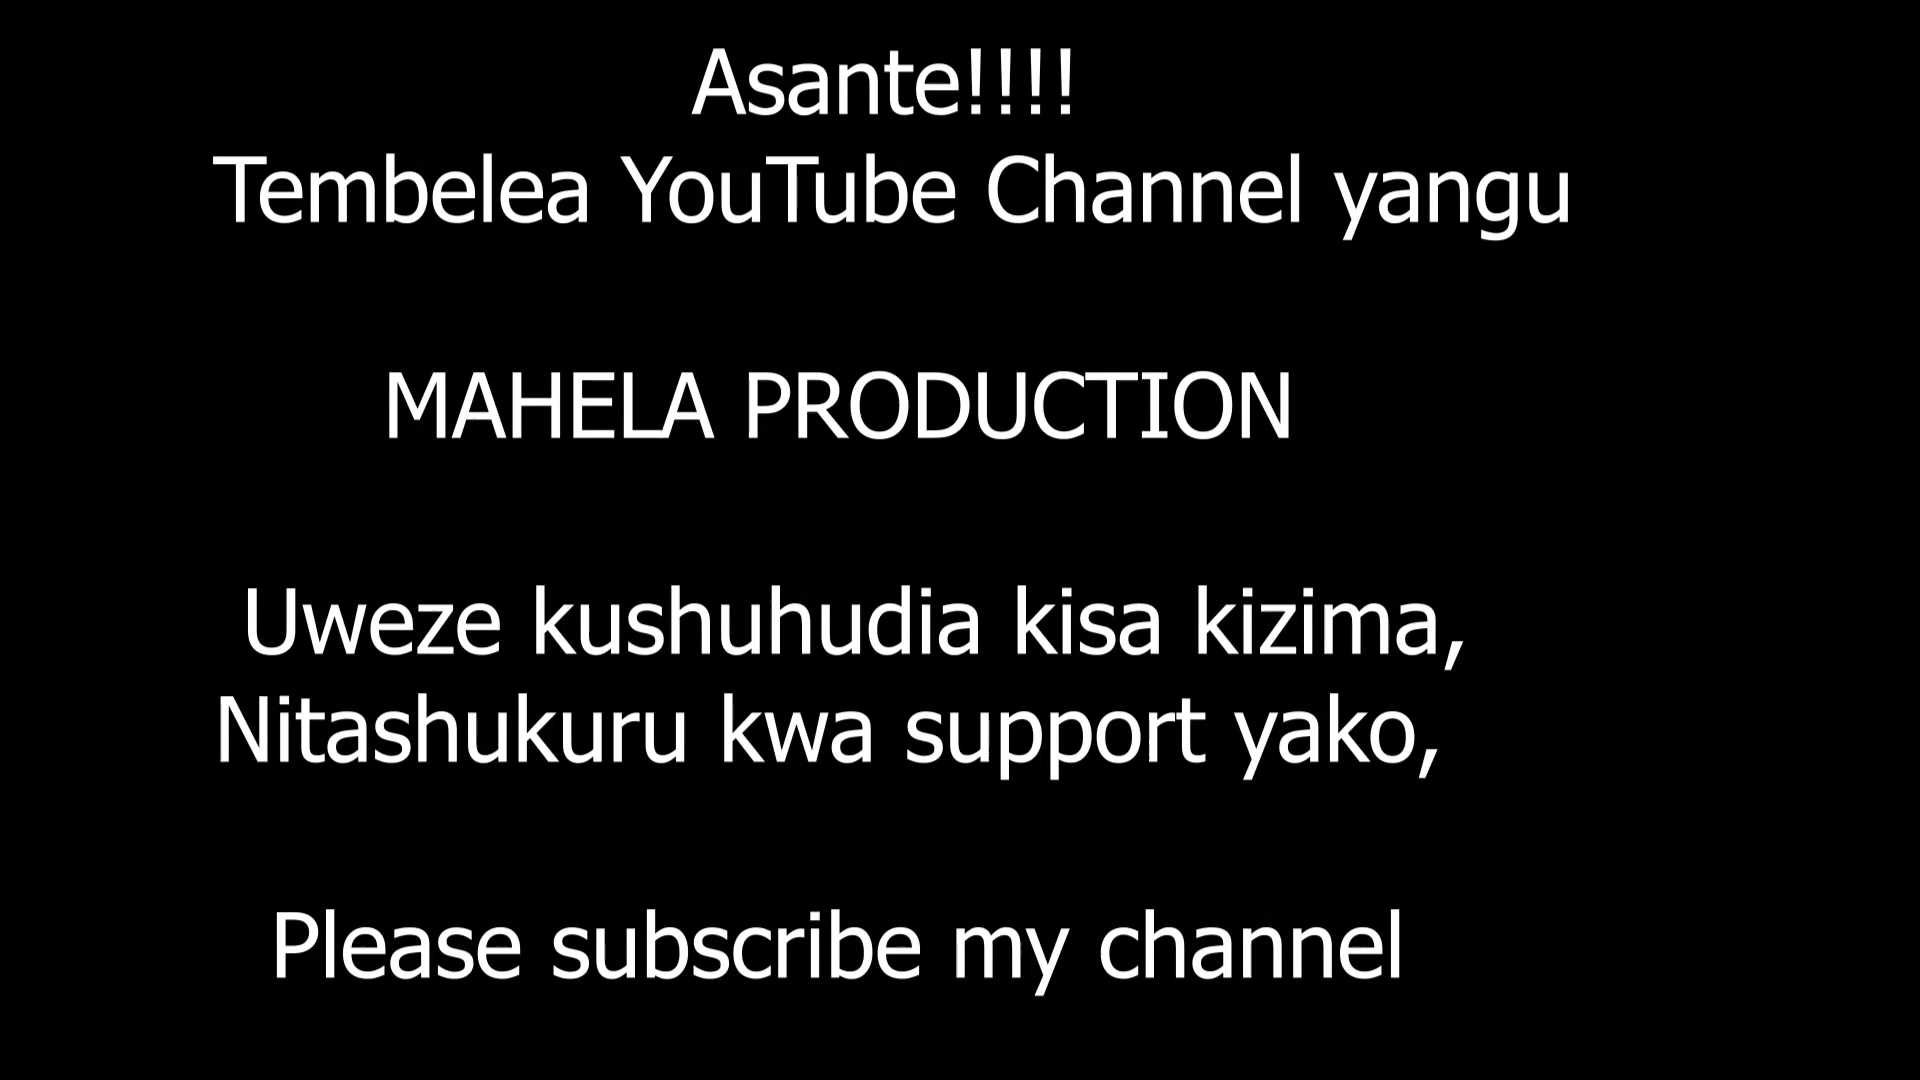 Asante!!!!
Tembelea YouTube Channel yangu
MAHELA PRODUCTION
Uweze kushuhudia kisa kizima,
Nitashukuru kwa support yako,
Please subscribe my channel